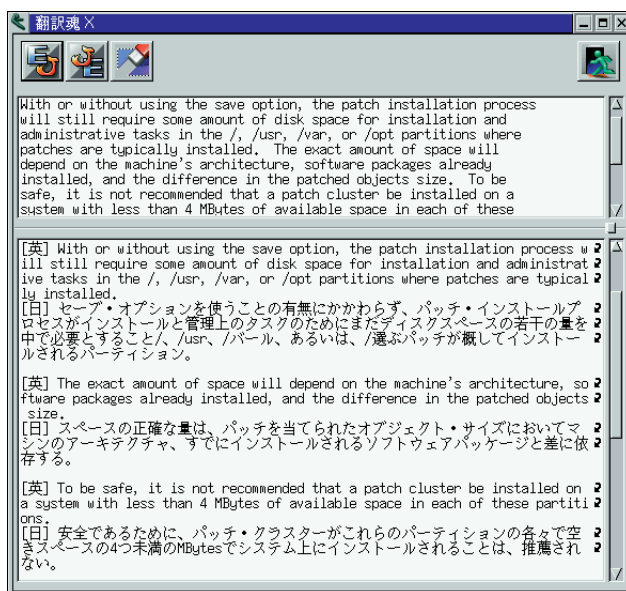 翻訳魂 X
With or without using the save option, the patch installation process
will still require some amount of disk space for installation and
administrative tasks in the /, /usr, /var, or /opt partitions where
patches are typically installed.  The exact amount of space will
depend on the machine's architecture, software packages already
installed, and the difference in the patched objects size.  To be
safe, it is not recommended that a patch cluster be installed on a
system with less than 4 MBytes of available space in each of these
[英] With or without using the save option, the patch installation process w
ill still require some amount of disk space for installation and administrat
ive tasks in the /, /usr, /var, or /opt partitions where patches are typical
ly installed.
[日] セーブ・オプションを使うことの有無にかかわらず、パッチ・インストールプ
ロセスがインストールと管理上のタスクのためにまだディスクスペースの若干の量を
中で必要とすること/、/usr、/バール、あるいは、/選ぶパッチが概してインストー
ルされるパーティション。
[英] The exact amount of space will depend on the machine's architecture, so
ftware packages already installed, and the difference in the patched objects
 size.
[日] スペースの正確な量は、パッチを当てられたオブジェクト・サイズにおいてマ
シンのアーキテクチャ、すでにインストールされるソフトウェアパッケージと差に依
存する。
[英] To be safe, it is not recommended that a patch cluster be installed on
a system with less than 4 MBytes of available space in each of these partiti
ons.
[日] 安全であるために、パッチ・クラスターがこれらのパーティションの各々で空
きスペースの4つ未満のMBytesでシステム上にインストールされることは、推薦され
ない。